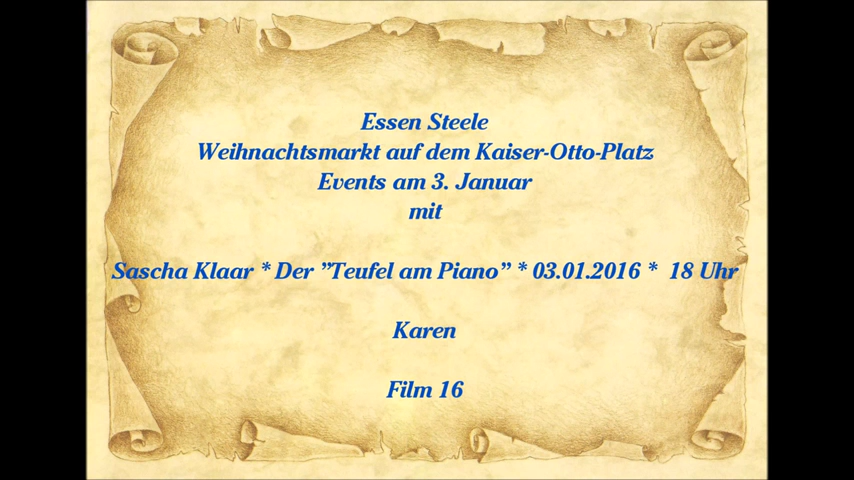 Essen Steele
Weihnachtsmarkt auf dem Kaiser-Otto-Platz
Events am 3. Januar
mit
Sascha Klaar * Der ”Teufel am Piano” * 03.01.2016 * 18 Uhr
Karen
Film 16